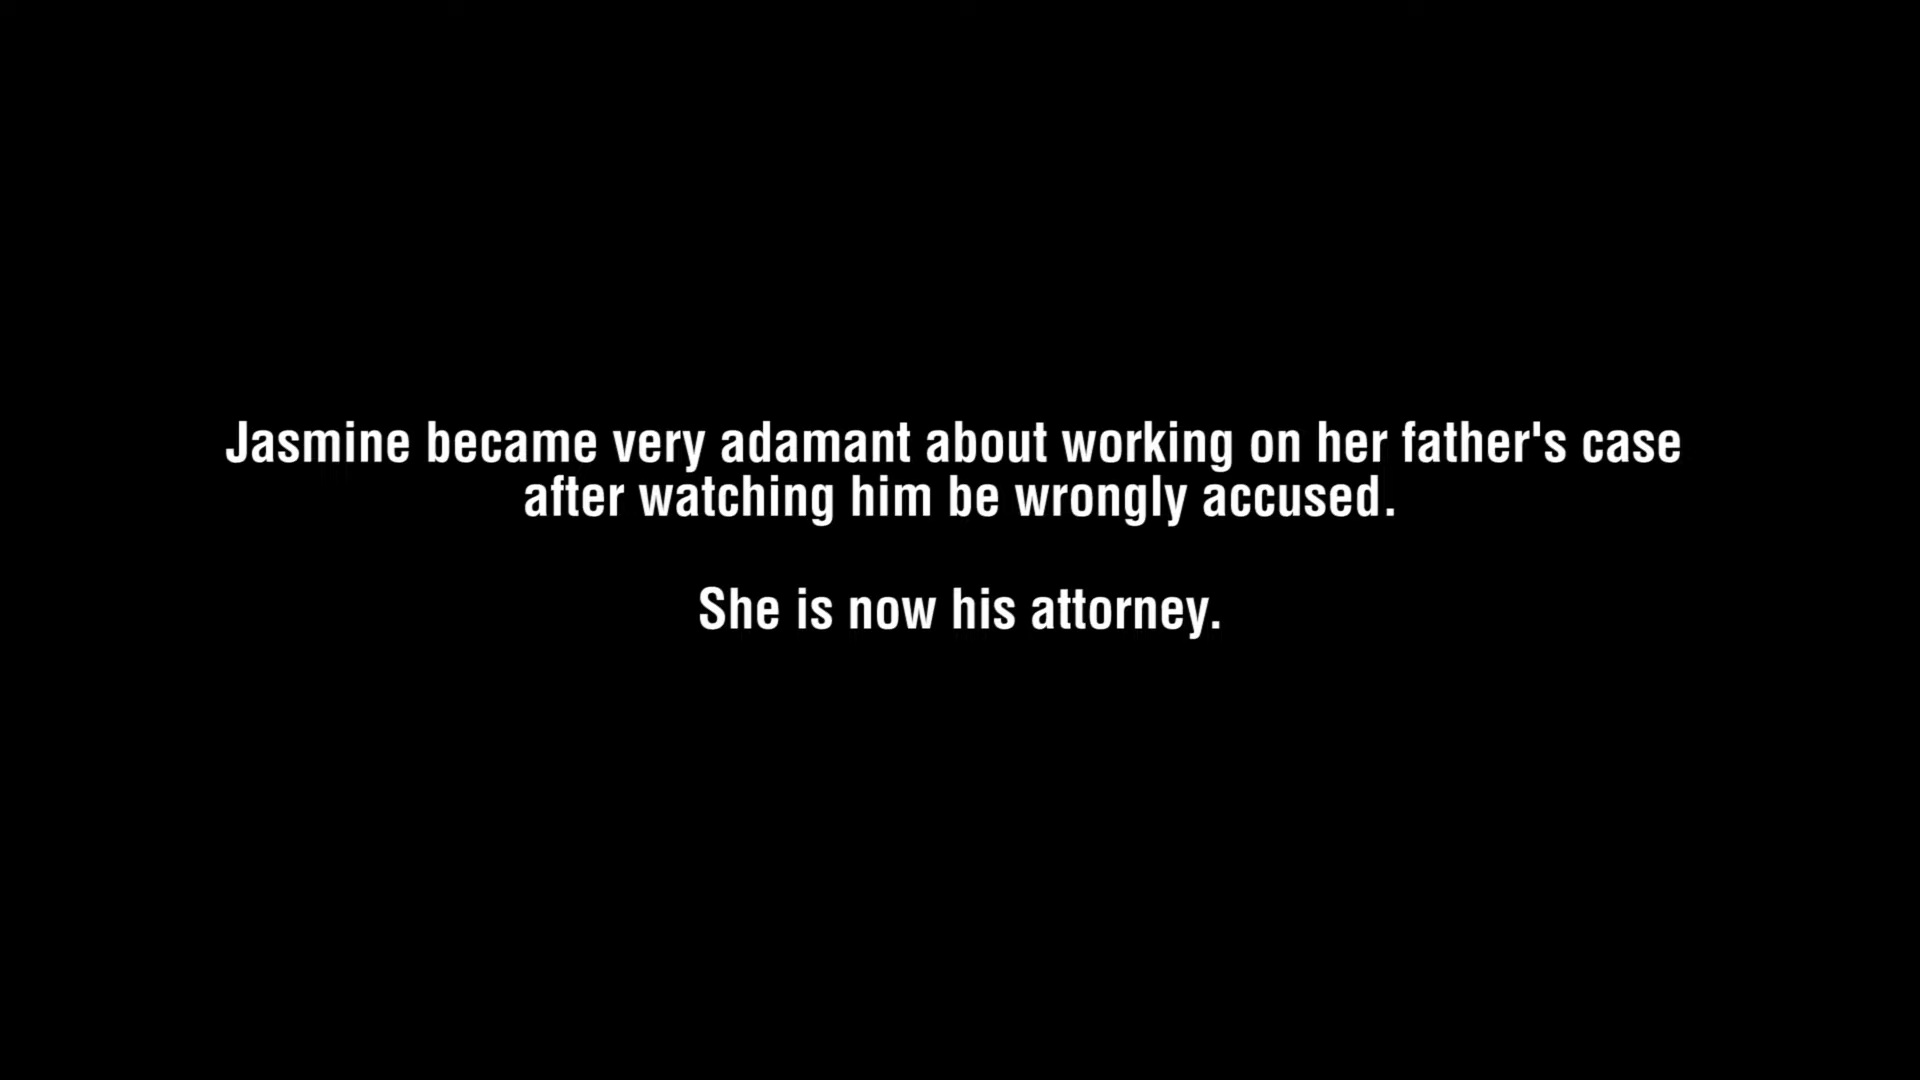 Jasmine became very adamant about working on her father's case
after watching him be wrongly accused.
She is now his attorney.